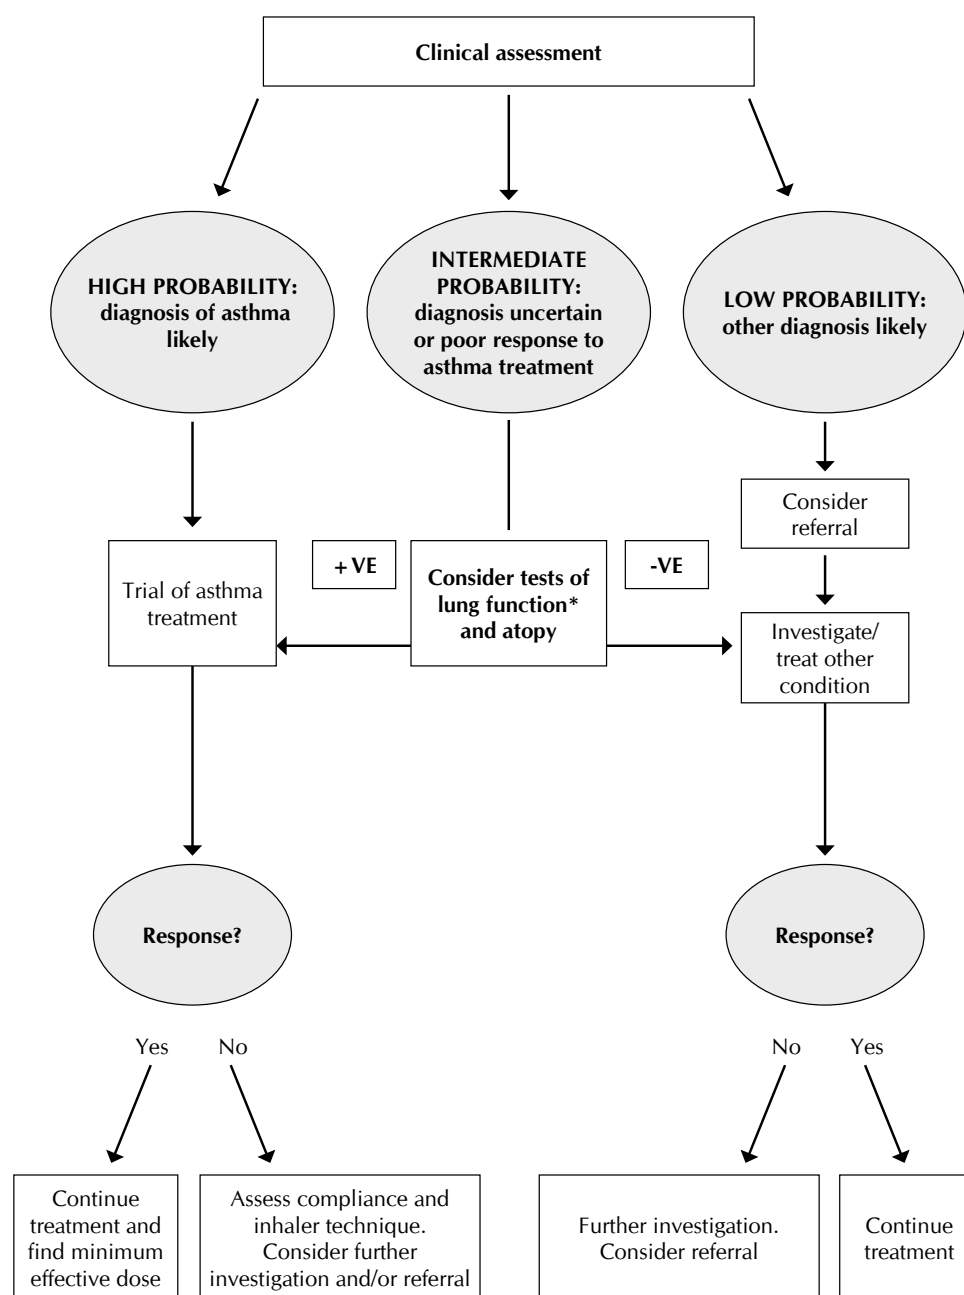 Clinical assessment
HIGH PROBABILITY:
diagnosis of asthma
likely
INTERMEDIATE
PROBABILITY:
diagnosis uncertain
or poor response to
asthma treatment
LOW PROBABILITY:
other diagnosis likely
Consider
referral
Trial of asthma
treatment
+ VE
Consider tests of
lung function*
and atopy
-VE
Investigate/
treat other
condition
Response?
Response?
Yes
No
No
Yes
Continue
treatment and
find minimum
effective dose
Assess compliance and
inhaler technique.
Consider further
investigation and/or referral
Further investigation.
Consider referral
Continue
treatment